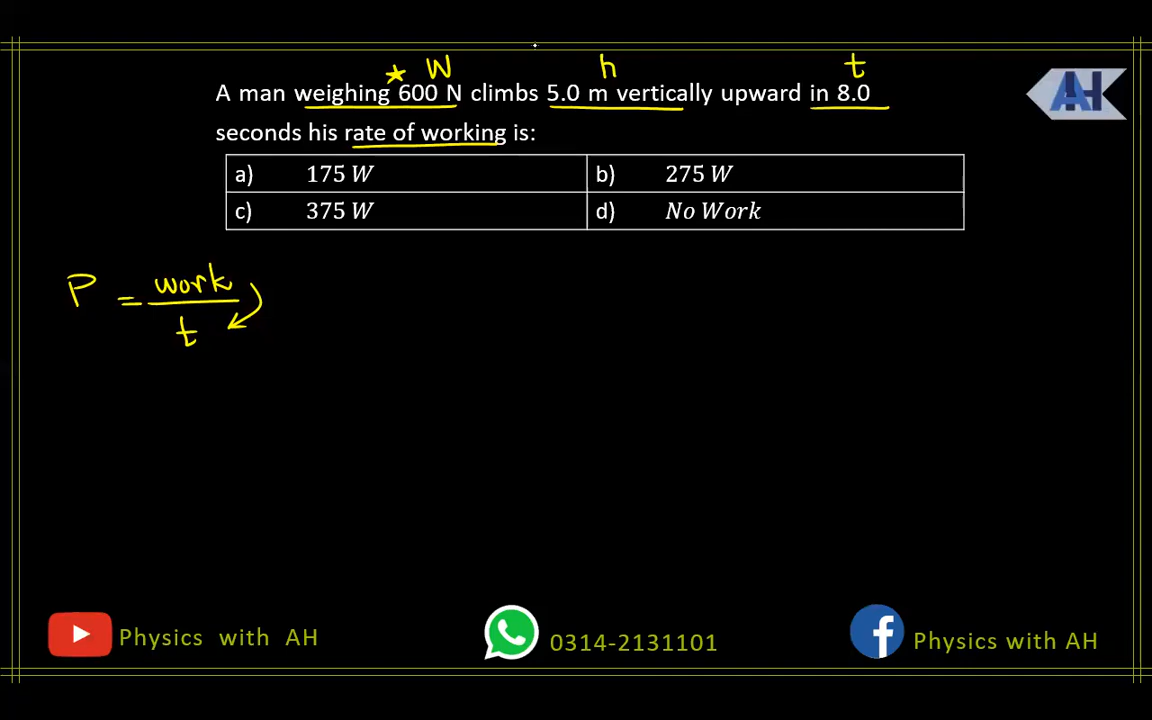 ★ W h t
A man weighing 600 N climbs 5.0 m vertically upward in 8.0
seconds his rate of working is:
a) 175 W b) 275 W
c) 375 W d) No Work
P = work
t
AH
Physics with AH 0314-2131101 Physics with AH